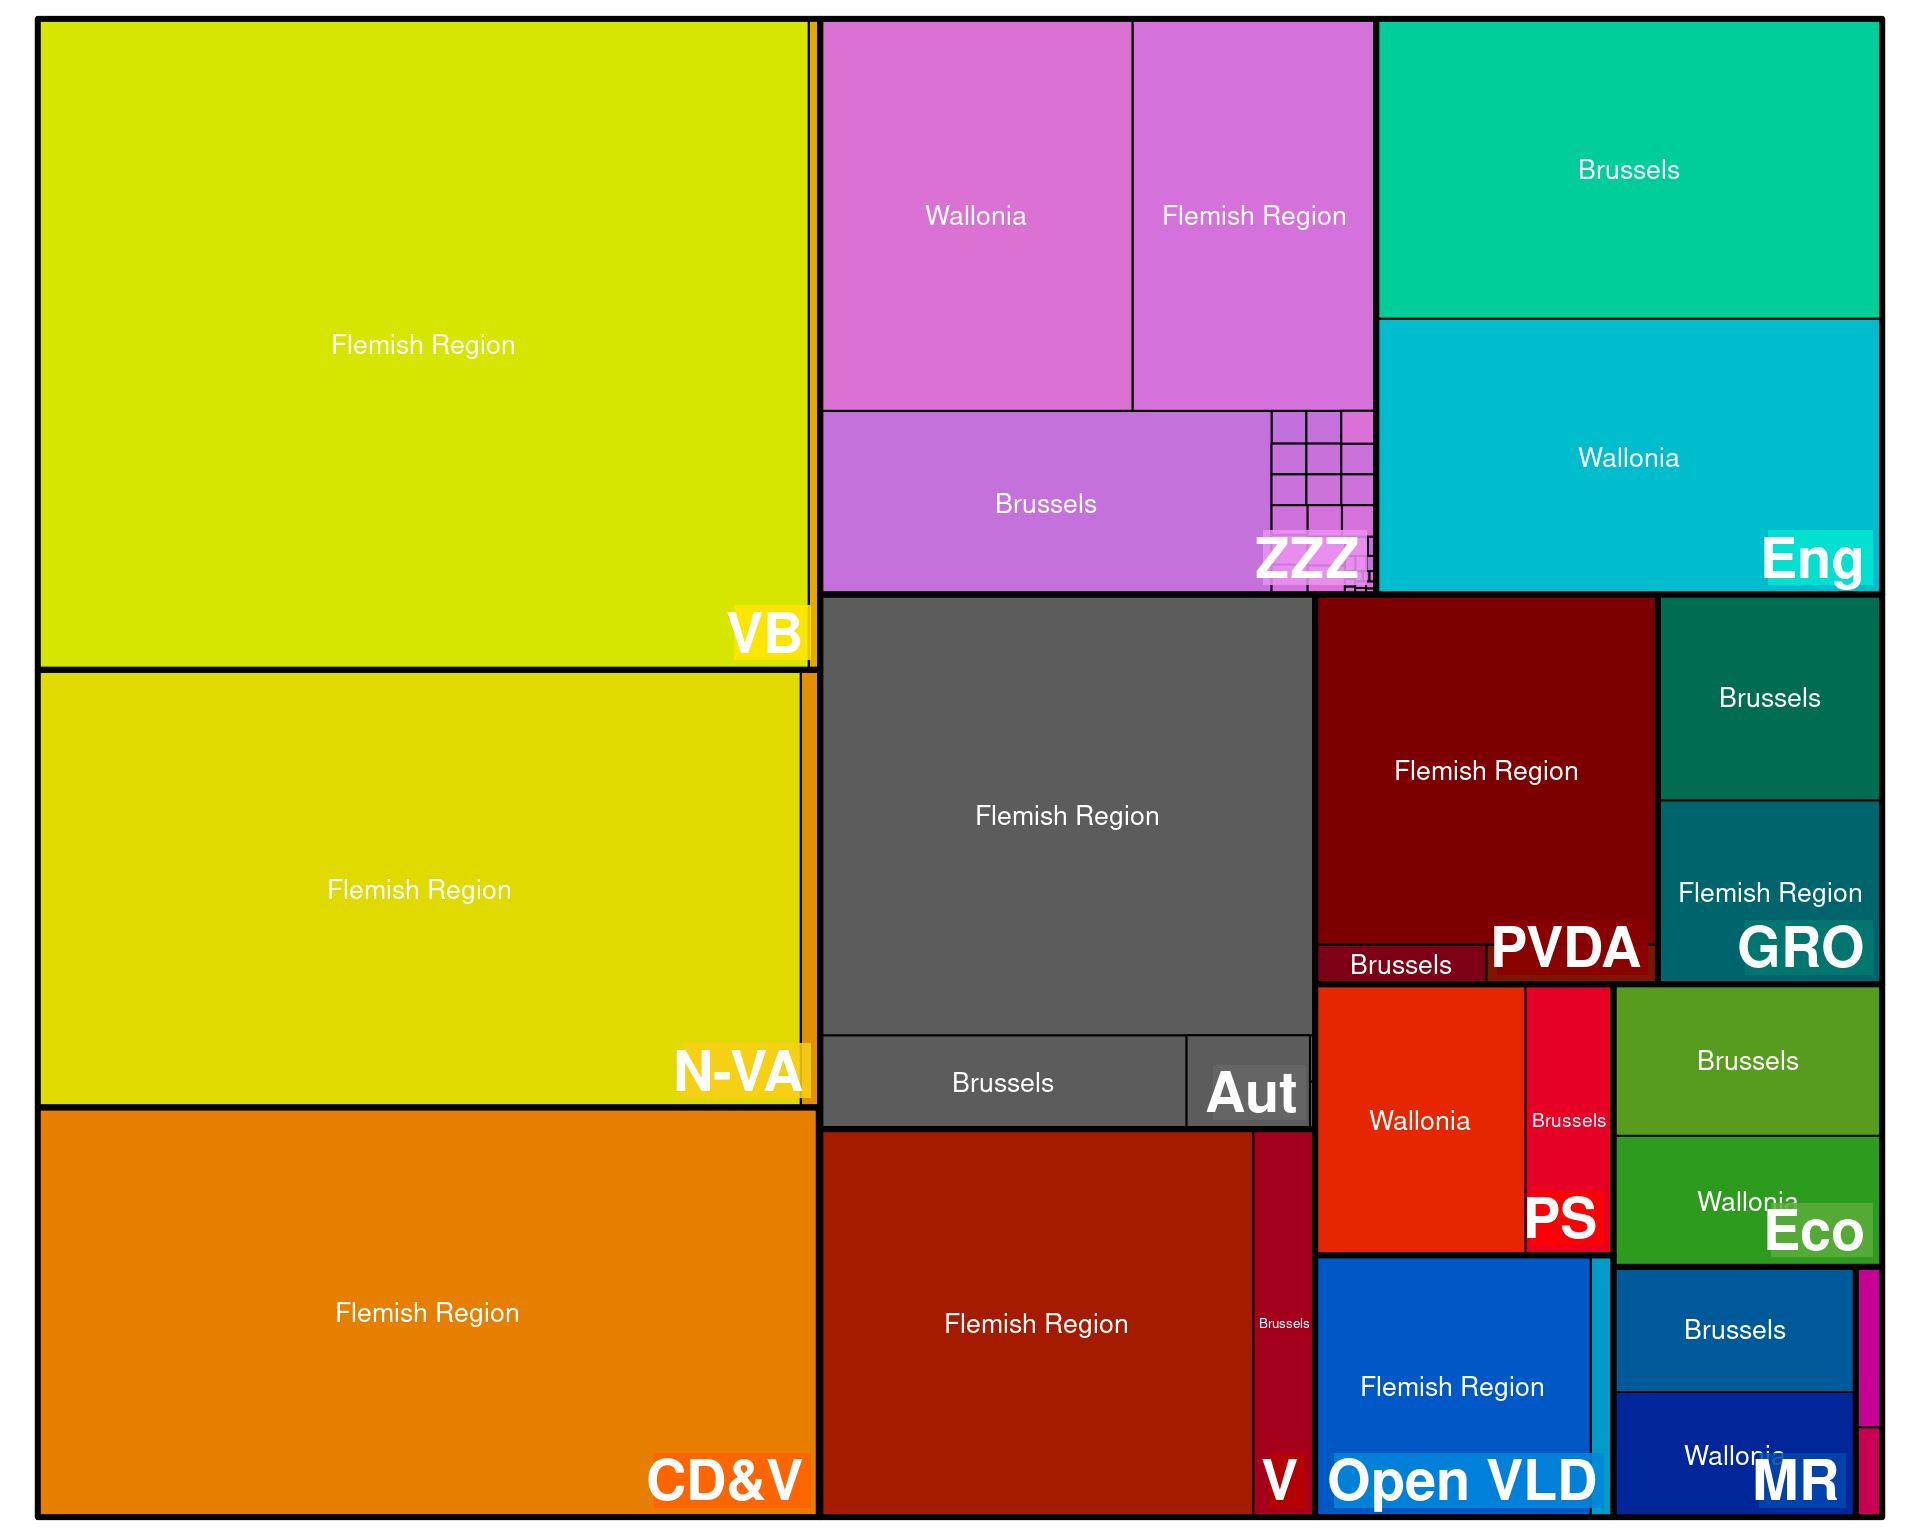 Flemish Region
VB
Flemish Region
N-VA
Flemish Region
CD&V
Wallonia
Flemish Region
Brussels
ZZZ
Brussels
Wallonia
Eng
Flemish Region
Brussels
Aut
Flemish Region
Brussels
V
Flemish Region
Brussels
PVDA
Brussels
Flemish Region
GRO
Wallonia
Brussels
PS
Brussels
Wallonia
Eco
Flemish Region
Open VLD
Brussels
Wallonia
MR